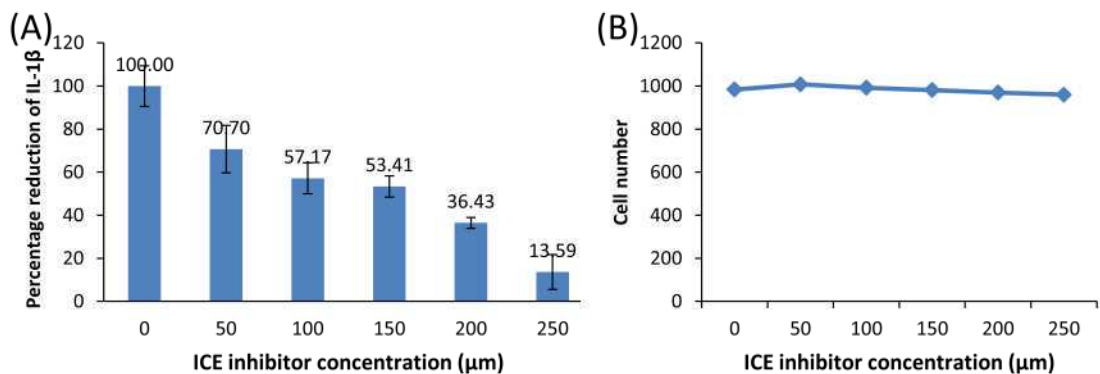 (A)
Percentage reduction of IL-1β
120
100
80
60
40
20
0
100.00
70.70
57.17
53.41
36.43
13.59
0 50 100 150 200 250
ICE inhibitor concentration (µm)
(B)
Cell number
1200
1000
800
600
400
200
0
0 50 100 150 200 250
ICE inhibitor concentration (µm)